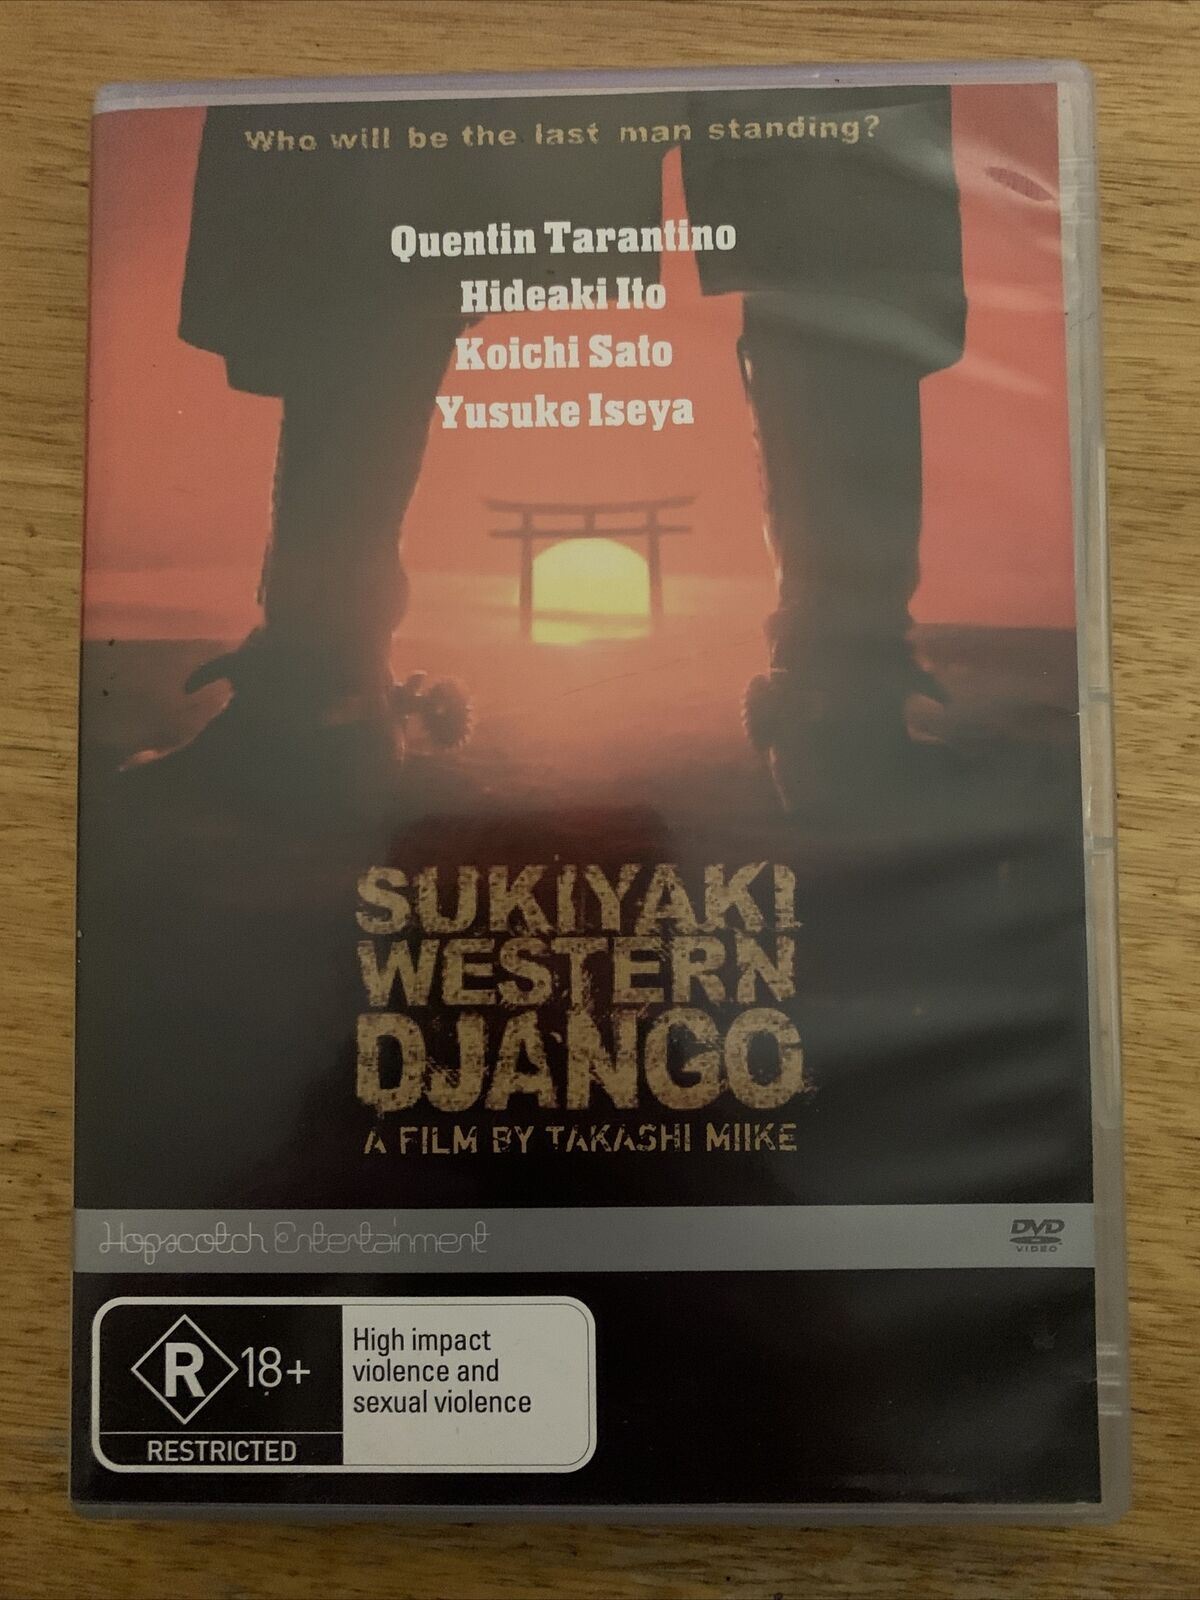 Who will be the last man standing?
Quentin Tarantino
Hideaki Ito
Koichi Sato
Yusuke Iseya
SUKIYAKI
WESTERN
DJANGO
A FILM BY TAKASHI MIIKE
Hopscotch Entertainment
DVD
VIDEO
R 18+
RESTRICTED
High impact
violence and
sexual violence